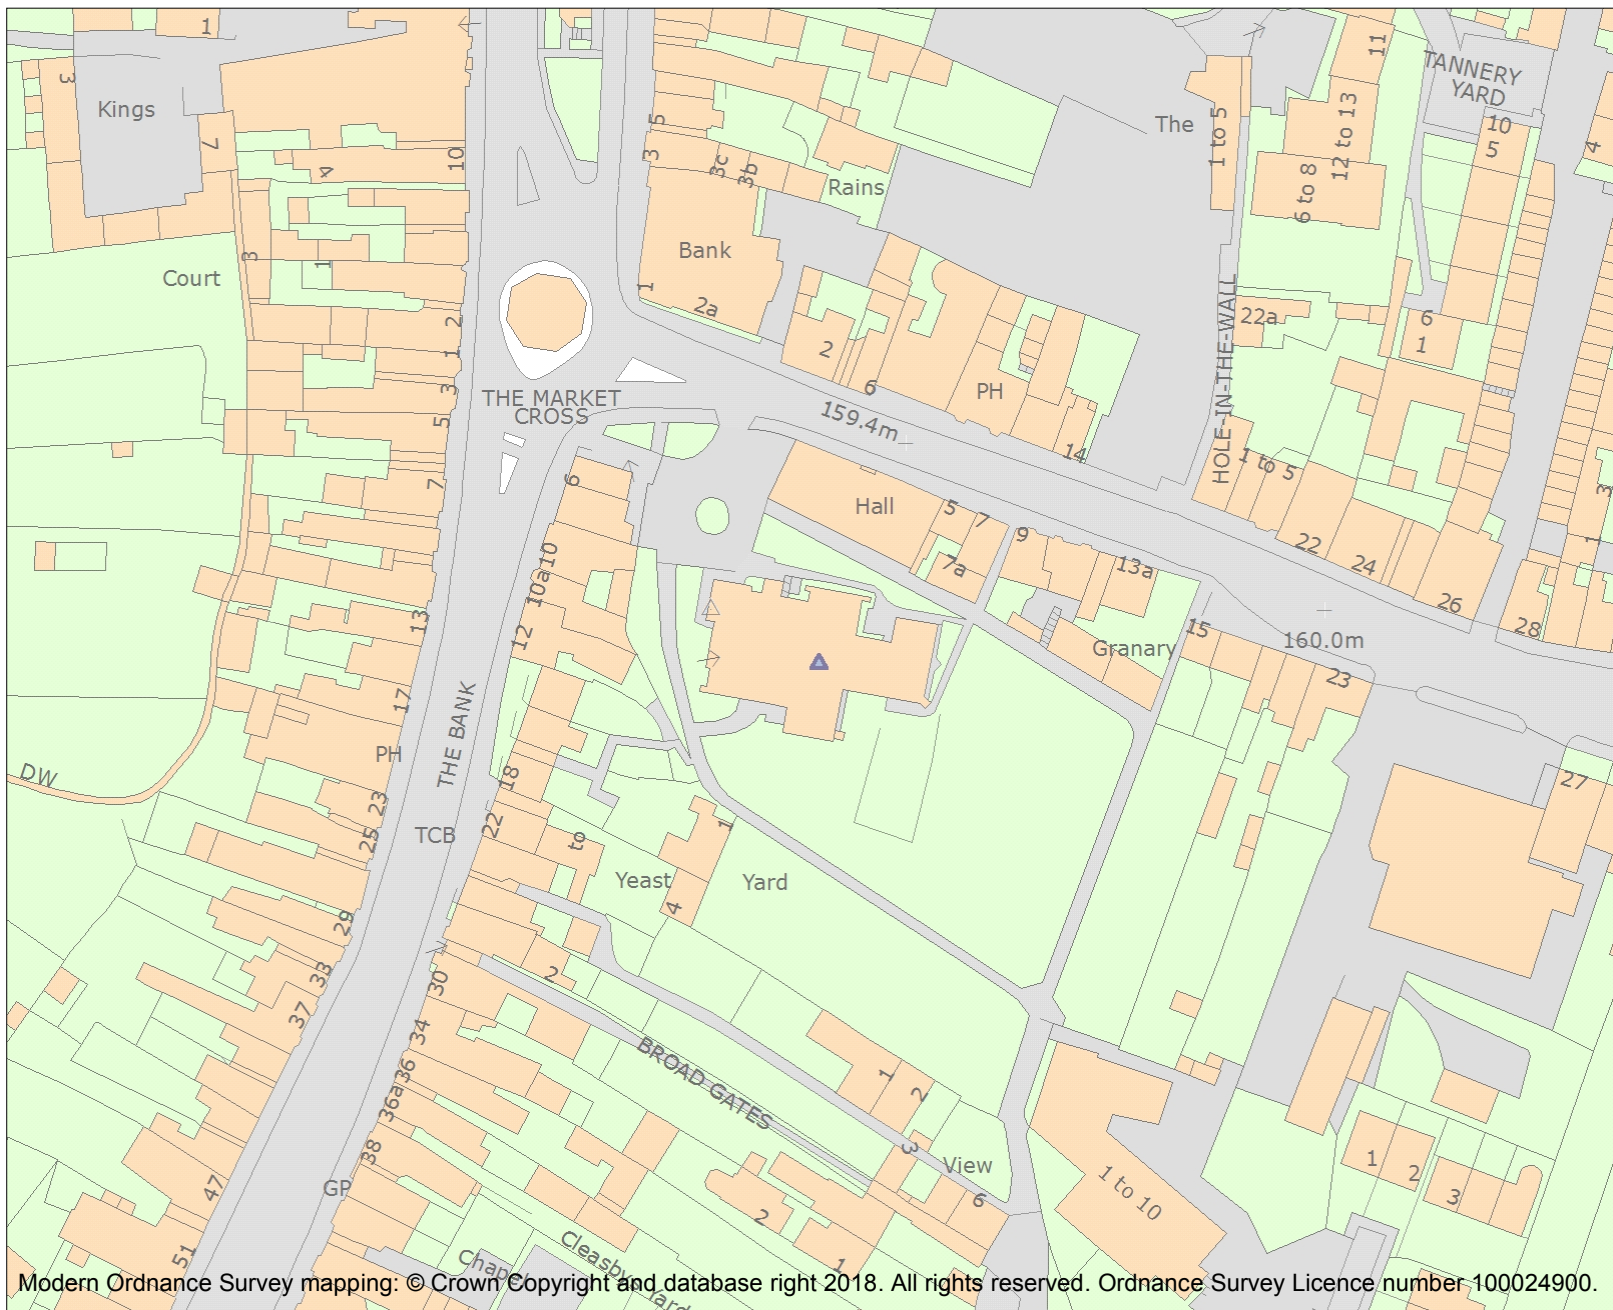 1
11
TANNERY
YARD
3
Kings
The
1 to 5
12 to 13
10
5
4
7
5
3
3c
3b
4
10
Rains
6 to 8
Bank
Court
3
1
1
2a
HOLE-IN-THE-WALL
22a
6
1
2
1
2
6
PH
3
5
THE MARKET
CROSS
159.4m
14
1 to 5
7
6
Hall
5
7
9
3
1
22
24
26
28
7a
13a
10
10a
12
13
15
160.0m
Granary
23
17
THE BANK
PH
DW
18
27
23
25
TCB
22
to
1
Yeast
Yard
4
29
33
37
2
30
34
36
36a
38
BROAD GATES
1
2
3
View
6
1 to 10
1
2
3
47
GP
51
2
1
Chapel
Cleasbys Yard
Modern Ordnance Survey mapping: © Crown Copyright and database right 2018. All rights reserved. Ordnance Survey Licence number 100024900.